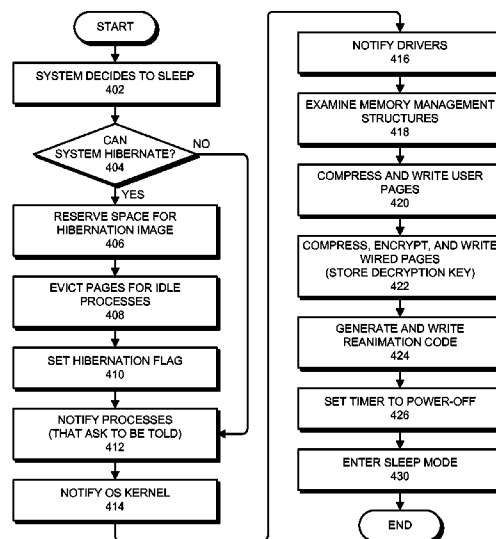 START
SYSTEM DECIDES TO SLEEP
402
CAN
SYSTEM HIBERNATE?
404
NO
YES
RESERVE SPACE FOR
HIBERNATION IMAGE
406
EVICT PAGES FOR IDLE
PROCESSES
408
SET HIBERNATION FLAG
410
NOTIFY PROCESSES
(THAT ASK TO BE TOLD)
412
NOTIFY OS KERNEL
414
NOTIFY DRIVERS
416
EXAMINE MEMORY MANAGEMENT
STRUCTURES
418
COMPRESS AND WRITE USER
PAGES
420
COMPRESS, ENCRYPT, AND WRITE
WIRED PAGES
(STORE DECRYPTION KEY)
422
GENERATE AND WRITE
REANIMATION CODE
424
SET TIMER TO POWER-OFF
426
ENTER SLEEP MODE
430
END